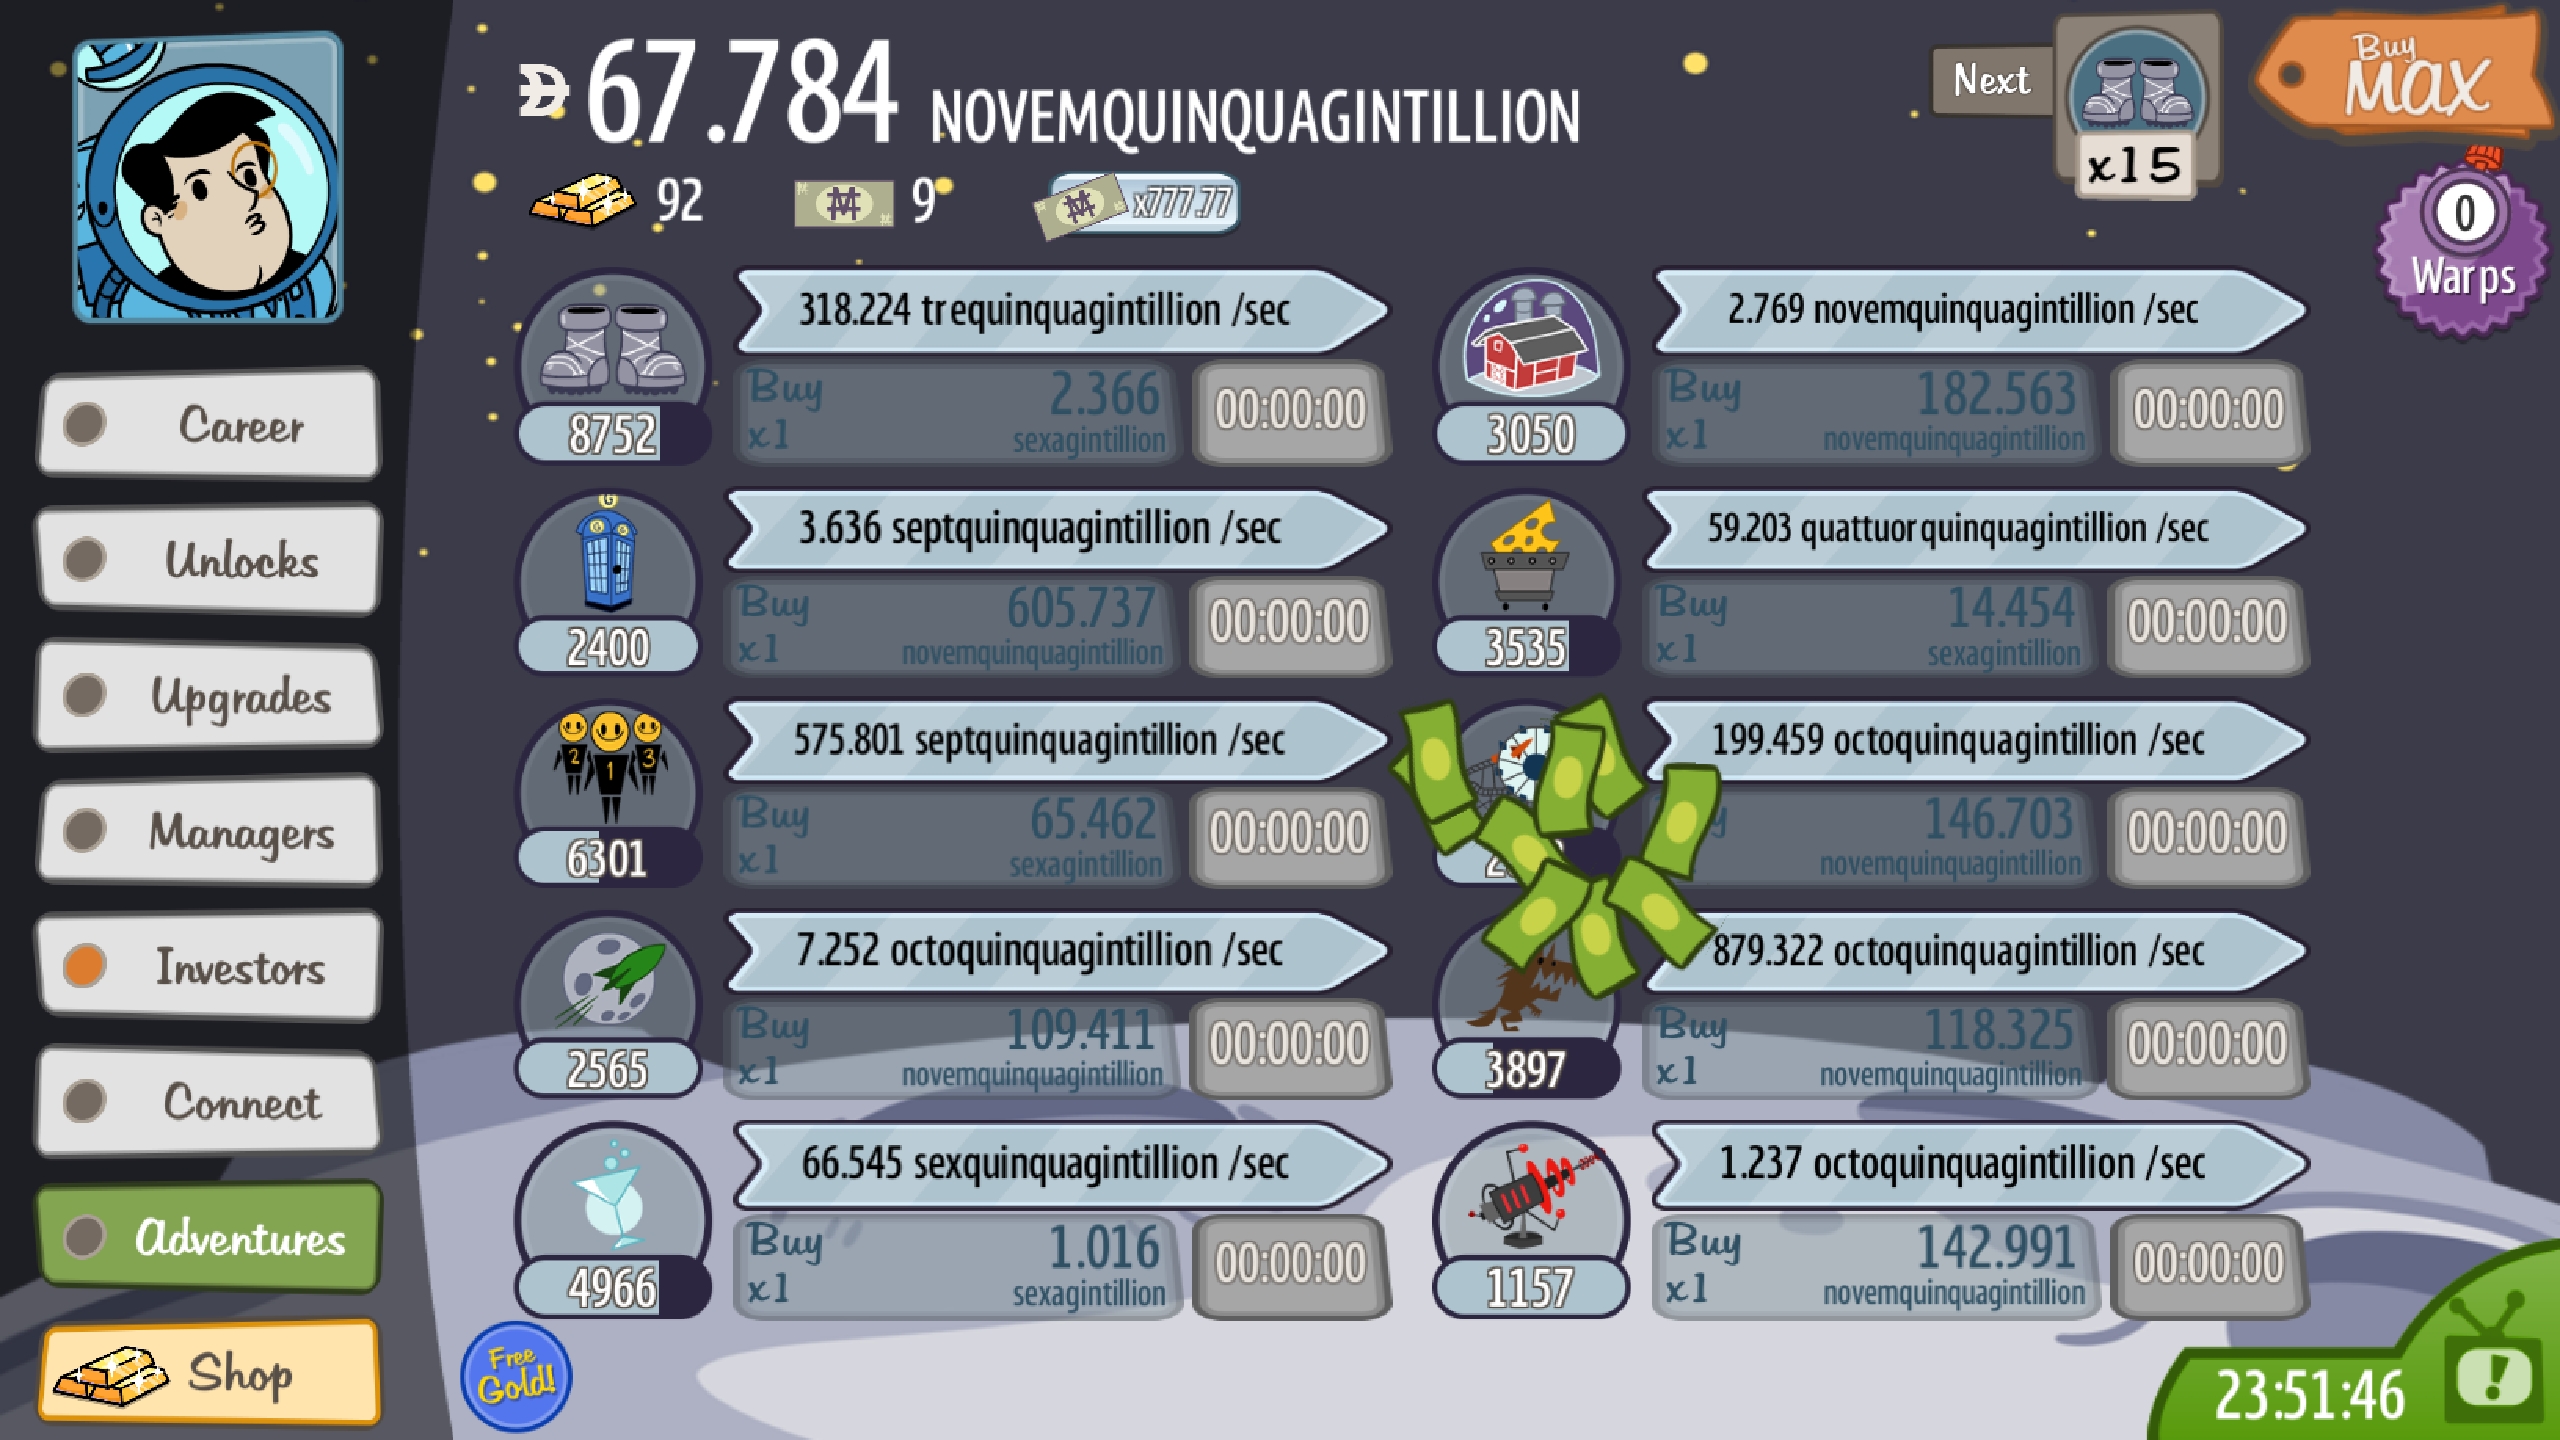 67.784 NOVEMQUINQUAGINTILLION
92
9
x777.77
Next
x15
Buy
MAX
0
Warps
Career
Unlocks
Upgrades
Managers
Investors
Connect
Adventures
Shop
318.224 trequinquagintillion /sec
8752
Buy
x1
2.366
sexagintillion
00:00:00
2.769 novemquinquagintillion /sec
3050
Buy
x1
182.563
novemquinquagintillion
00:00:00
3.636 septquinquagintillion /sec
2400
Buy
x1
605.737
novemquinquagintillion
00:00:00
59.203 quattuorquinquagintillion /sec
3535
Buy
x1
14.454
sexagintillion
00:00:00
575.801 septquinquagintillion /sec
2
1
3
6301
Buy
x1
65.462
sexagintillion
00:00:00
199.459 octoquinquagintillion /sec
146.703
novemquinquagintillion
00:00:00
7.252 octoquinquagintillion /sec
2565
Buy
x1
109.411
novemquinquagintillion
00:00:00
879.322 octoquinquagintillion /sec
3897
Buy
x1
118.325
novemquinquagintillion
00:00:00
66.545 sexquinquagintillion /sec
4966
Buy
x1
1.016
sexagintillion
00:00:00
1.237 octoquinquagintillion /sec
1157
Buy
x1
142.991
novemquinquagintillion
00:00:00
Free
Gold!
23:51:46
!